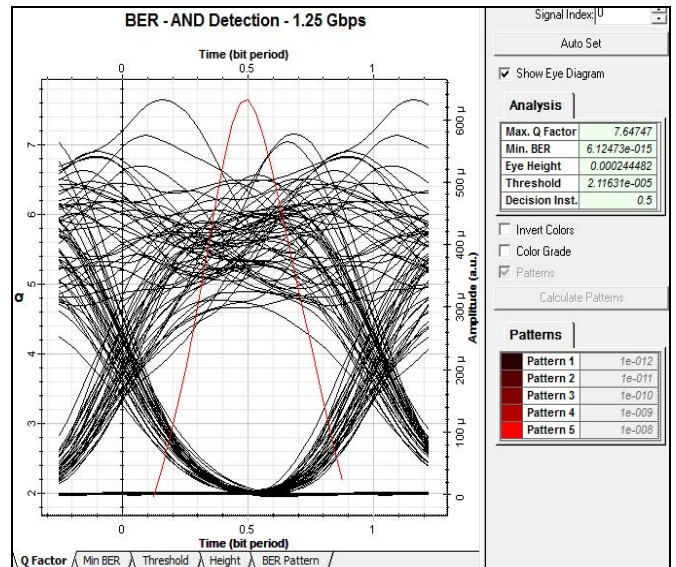 BER - AND Detection - 1.25 Gbps
Time (bit period)
0 0.5 1
7
6
5
4
3
2
Q
600 µ
500 µ
400 µ
300 µ
200 µ
100 µ
0
Amplitude (a.u.)
0 0.5 1
Time (bit period)
Q Factor Min BER Threshold Height BER Pattern
Signal Index: 0
Auto Set
Show Eye Diagram
Analysis
Max. Q Factor 7.64747
Min. BER 6.12473e-015
Eye Height 0.000244482
Threshold 2.11631e-005
Decision Inst. 0.5
Invert Colors
Color Grade
Patterns
Calculate Patterns
Patterns
Pattern 1 1e-012
Pattern 2 1e-011
Pattern 3 1e-010
Pattern 4 1e-009
Pattern 5 1e-008